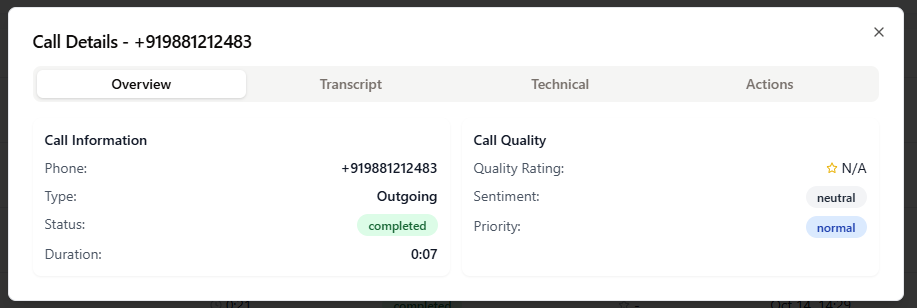 Call Details - +919881212483
Overview Transcript Technical Actions
Call Information
Phone: +919881212483
Type: Outgoing
Status: completed
Duration: 0:07
Call Quality
Quality Rating: N/A
Sentiment: neutral
Priority: normal
0:21 completed - Oct 14, 14:29